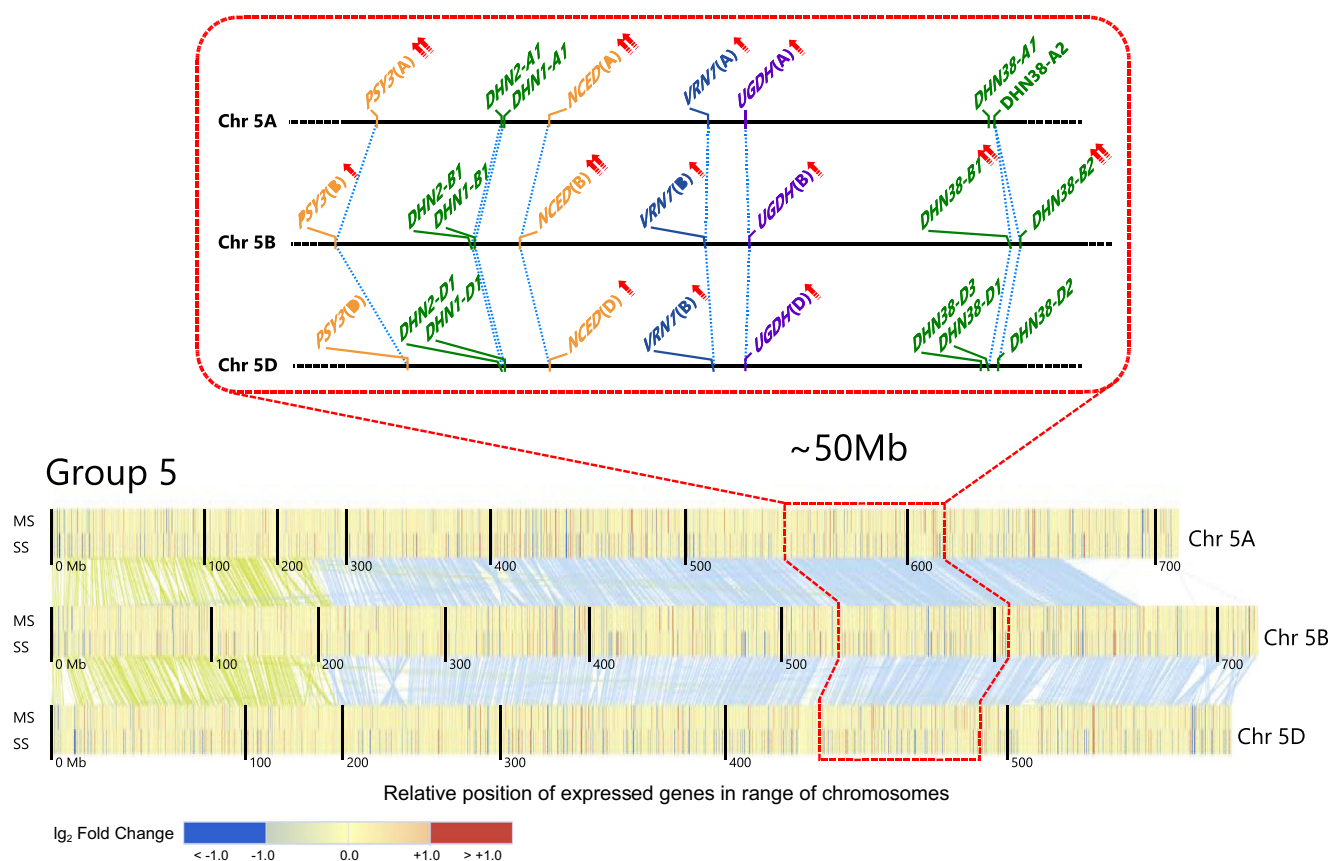 PSY3(A)
DHN2-A1
DHN1-A1
NCED(A)
VRN1(A)
UGDH(A)
DHN38-A1
DHN38-A2
Chr 5A
PSY3(B)
DHN2-B1
DHN1-B1
NCED(B)
VRN1(B)
UGDH(B)
DHN38-B1
DHN38-B2
Chr 5B
PSY3(D)
DHN2-D1
DHN1-D1
NCED(D)
VRN1(B)
UGDH(D)
DHN38-D3
DHN38-D1
DHN38-D2
Chr 5D
~50Mb
Group 5
MS
SS
Chr 5A
0 Mb 100 200 300 400 500 600 700
MS
SS
Chr 5B
0 Mb 100 200 300 400 500 700
MS
SS
Chr 5D
0 Mb 100 200 300 400 500
Relative position of expressed genes in range of chromosomes
lg₂ Fold Change
< -1.0 -1.0 0.0 +1.0 > +1.0